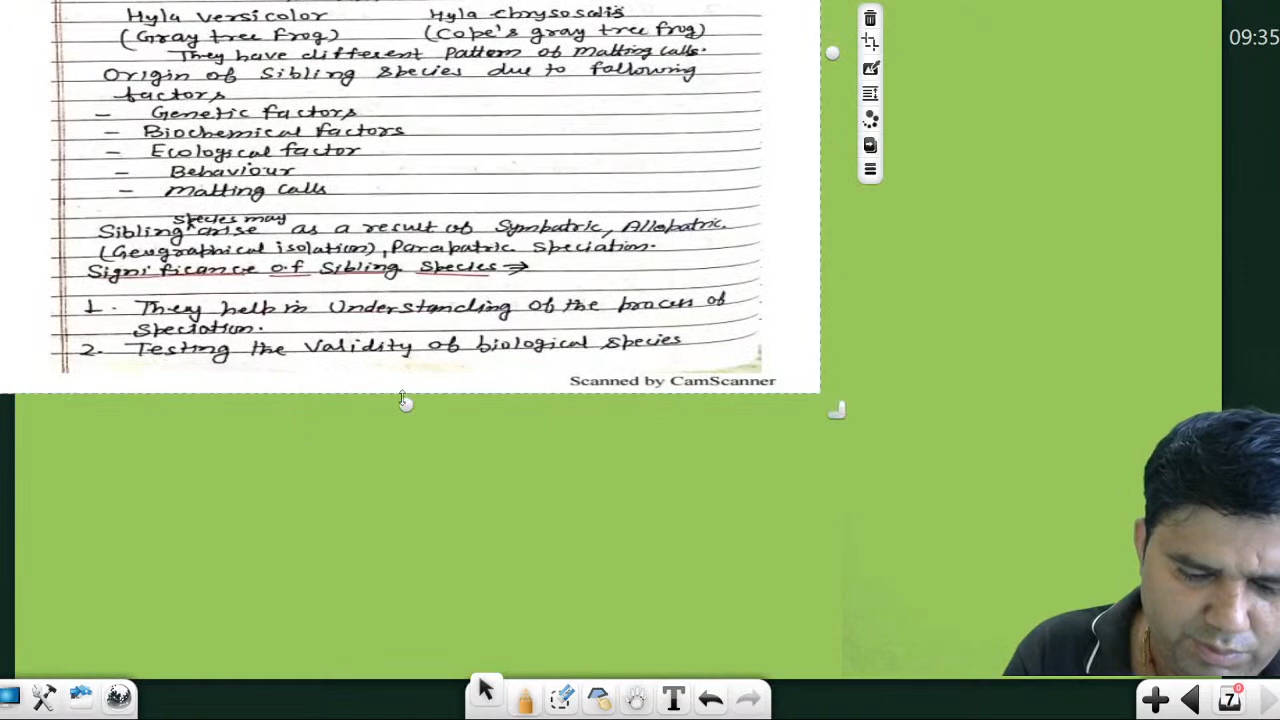 Hyla versicolor Hyla chrysosalis
(Gray tree frog) (Cope's gray tree frog)
They have different Pattern of Matting calls.
Origin of Sibling Species due to following
factors
- Genetic factors
- Biochemical factors
- Ecological factor
- Behaviour
- Matting calls
Species may
Sibling ^ arise as a result of Sympatric, Allopatric
(Geographical isolation), Parapatric Speciation.
Significance of Sibling Species →
1. They help in Understanding of the process of
Speciation.
2. Testing the Validity of biological Species
Scanned by CamScanner
09:35
T
0
7